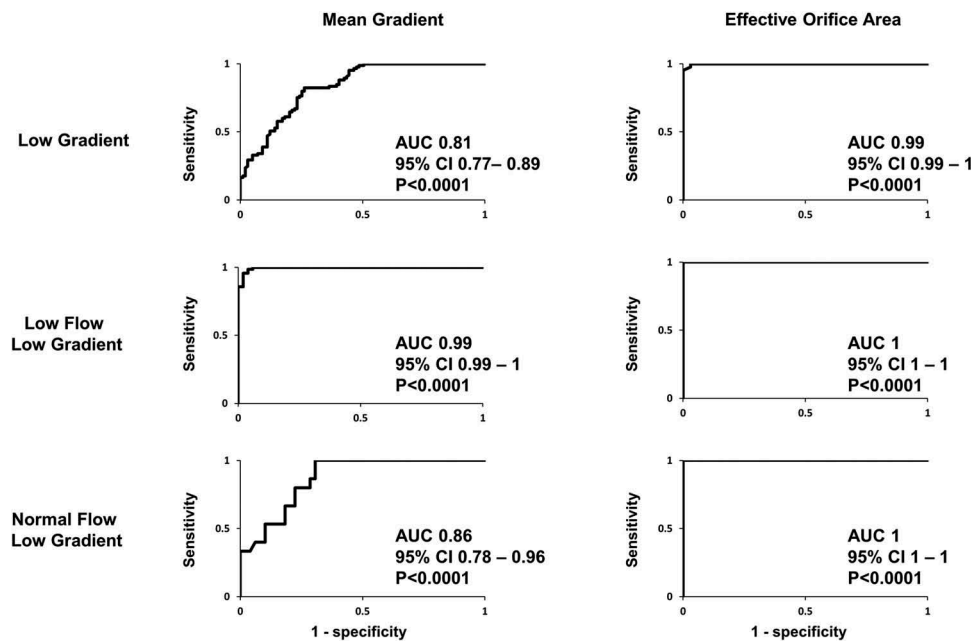 Mean Gradient
Effective Orifice Area
Low Gradient
Sensitivity
1
0.5
0
0
0.5
1
AUC 0.81
95% CI 0.77– 0.89
P<0.0001
Sensitivity
1
0.5
0
0
0.5
1
AUC 0.99
95% CI 0.99 – 1
P<0.0001
Low Flow
Low Gradient
Sensitivity
1
0.5
0
0
0.5
1
AUC 0.99
95% CI 0.99 – 1
P<0.0001
Sensitivity
1
0.5
0
0
0.5
1
AUC 1
95% CI 1 – 1
P<0.0001
Normal Flow
Low Gradient
Sensitivity
1
0.5
0
0
0.5
1
AUC 0.86
95% CI 0.78 – 0.96
P<0.0001
1 - specificity
Sensitivity
1
0.5
0
0
0.5
1
AUC 1
95% CI 1 – 1
P<0.0001
1 - specificity